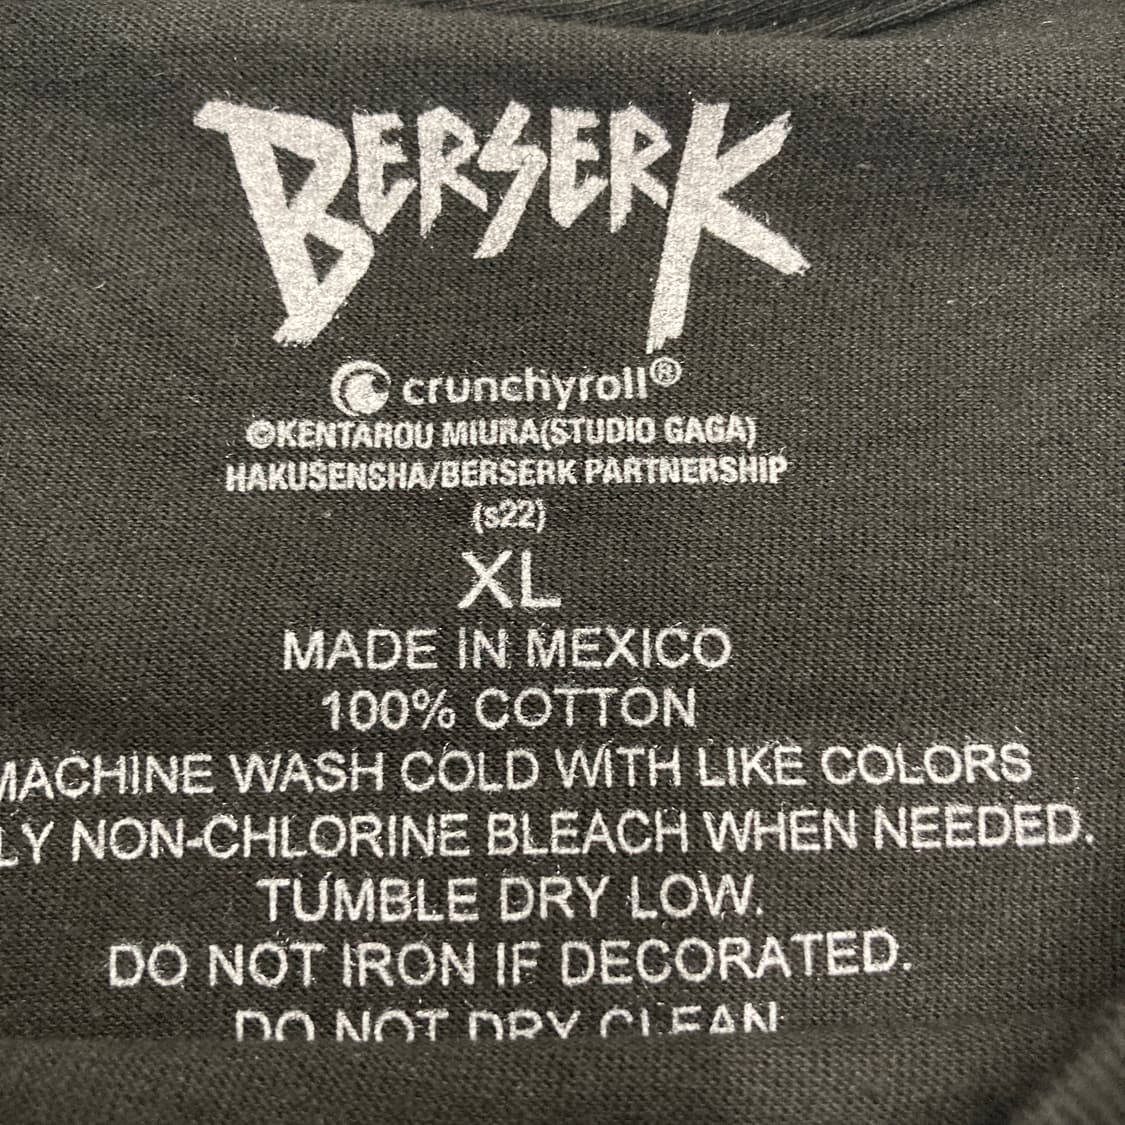 BERSERK
crunchyroll®
©KENTAROU MIURA(STUDIO GAGA)
HAKUSENSHA/BERSERK PARTNERSHIP
(s22)
XL
MADE IN MEXICO
100% COTTON
MACHINE WASH COLD WITH LIKE COLORS
LY NON-CHLORINE BLEACH WHEN NEEDED.
TUMBLE DRY LOW.
DO NOT IRON IF DECORATED.
DO NOT DRY CLEAN.